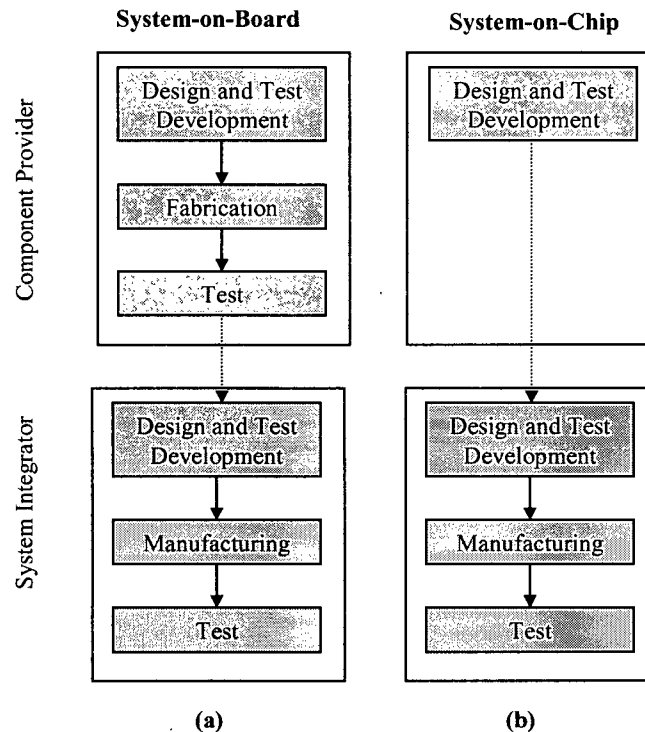 System-on-Board
System-on-Chip
Component Provider
Design and Test
Development
Fabrication
Test
Design and Test
Development
System Integrator
Design and Test
Development
Manufacturing
Test
Design and Test
Development
Manufacturing
Test
(a)
(b)